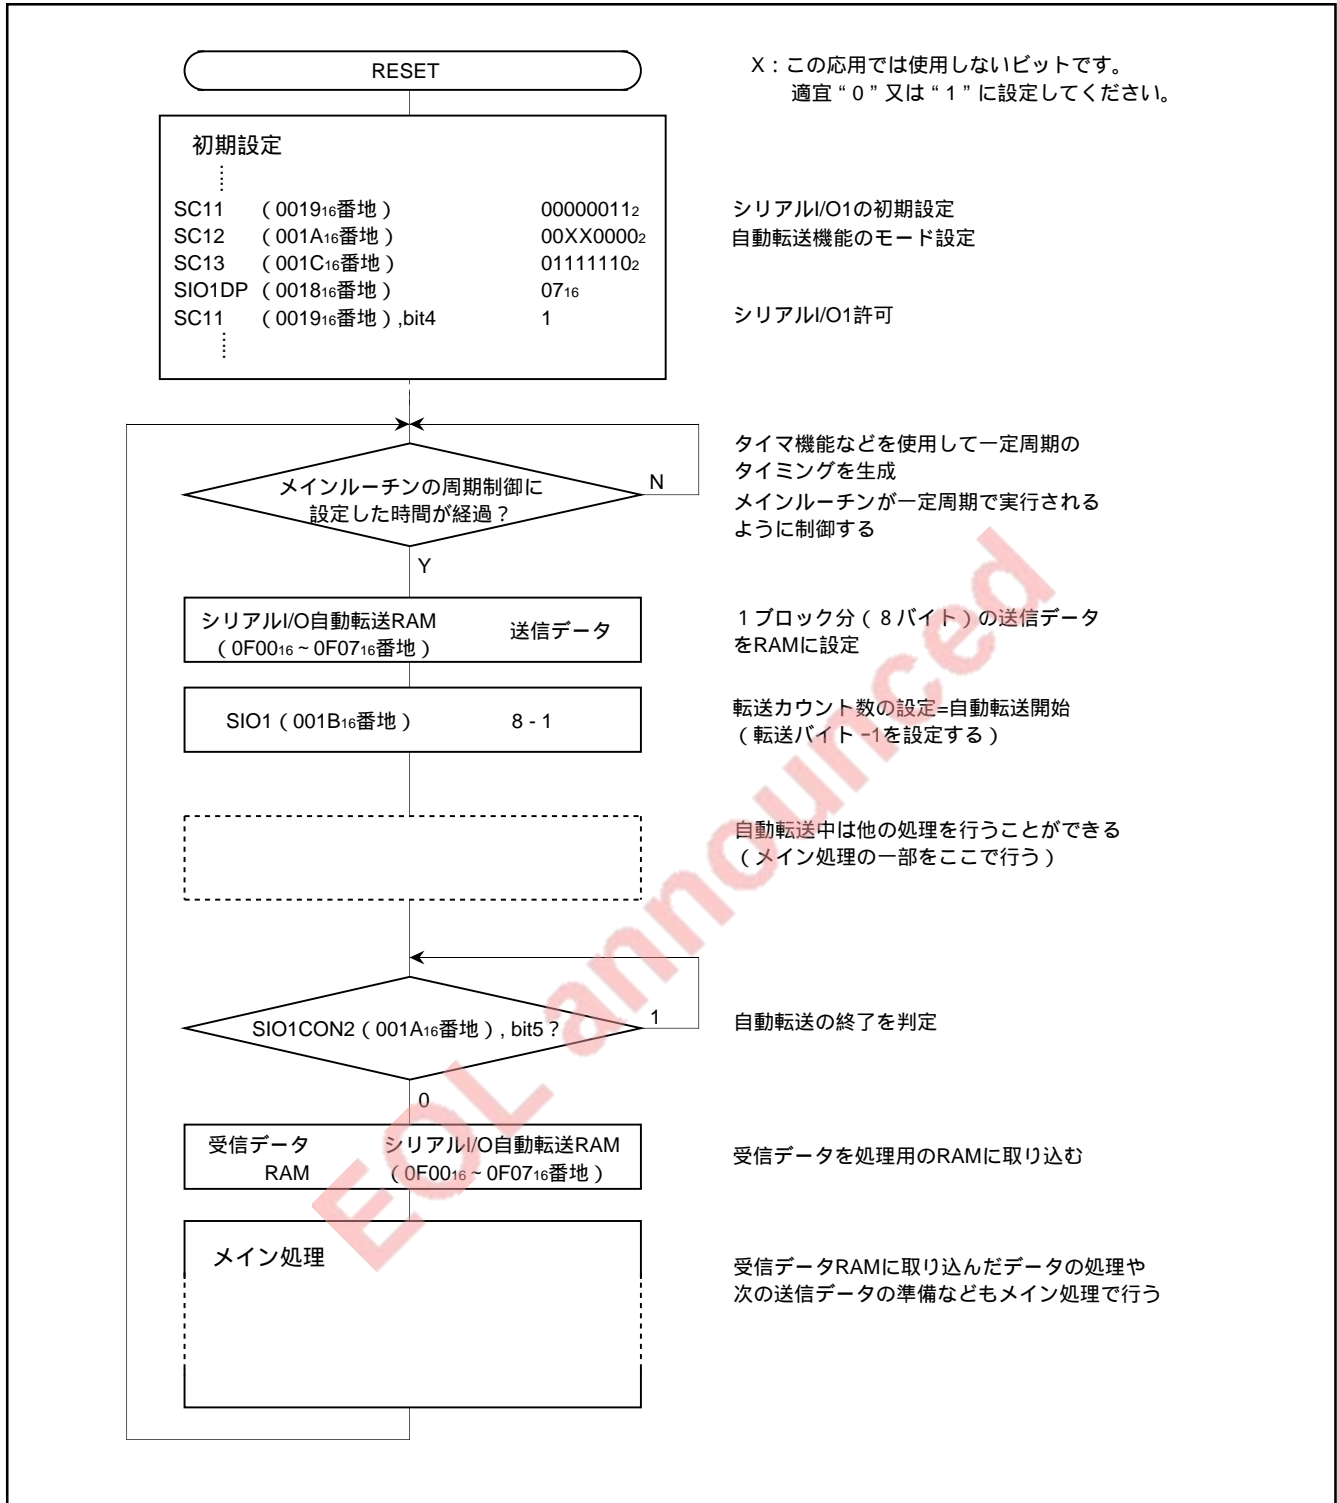 RESET
X：この応用では使用しないビットです。
適宜“0”又は“1”に設定してください。
初期設定
SC11 （0019₁₆番地） 00000011₂ シリアルI/O1の初期設定
SC12 （001A₁₆番地） 00XX0000₂ 自動転送機能のモード設定
SC13 （001C₁₆番地） 01111110₂
SIO1DP （0018₁₆番地） 07₁₆
SC11 （0019₁₆番地）,bit4 1 シリアルI/O1許可
メインルーチンの周期制御に
設定した時間が経過？
N
Y
タイマ機能などを使用して一定周期の
タイミングを生成
メインルーチンが一定周期で実行される
ように制御する
シリアルI/O自動転送RAM 送信データ
（0F00₁₆～0F07₁₆番地）
１ブロック分（８バイト）の送信データ
をRAMに設定
SIO1（001B₁₆番地） 8 - 1
転送カウント数の設定=自動転送開始
（転送バイト -1を設定する）
自動転送中は他の処理を行うことができる
（メイン処理の一部をここで行う）
SIO1CON2（001A₁₆番地）, bit5？
1
自動転送の終了を判定
0
受信データ シリアルI/O自動転送RAM
RAM （0F00₁₆～0F07₁₆番地）
受信データを処理用のRAMに取り込む
メイン処理
受信データRAMに取り込んだデータの処理や
次の送信データの準備などもメイン処理で行う
EOL announced